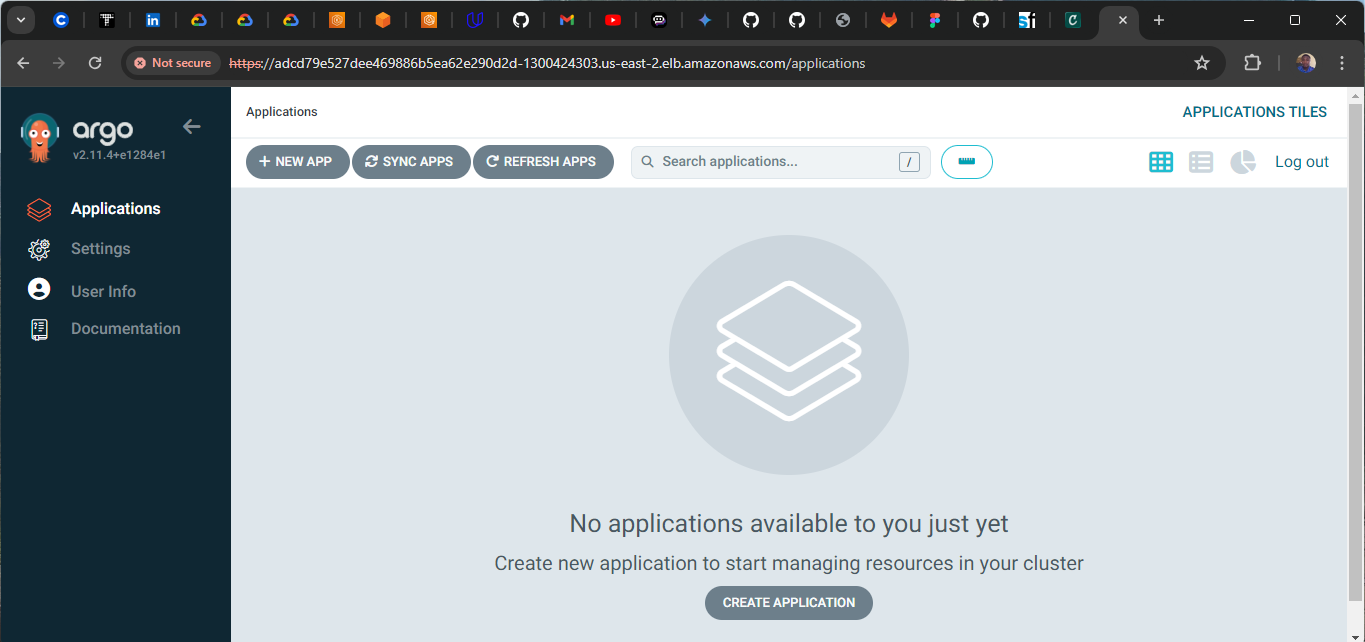 Not secure
https://adcd79e527dee469886b5ea62e290d2d-1300424303.us-east-2.elb.amazonaws.com/applications
argo
v2.11.4+e1284e1
Applications
Settings
User Info
Documentation
Applications
APPLICATIONS TILES
NEW APP
SYNC APPS
REFRESH APPS
Search applications...
/
Log out
No applications available to you just yet
Create new application to start managing resources in your cluster
CREATE APPLICATION